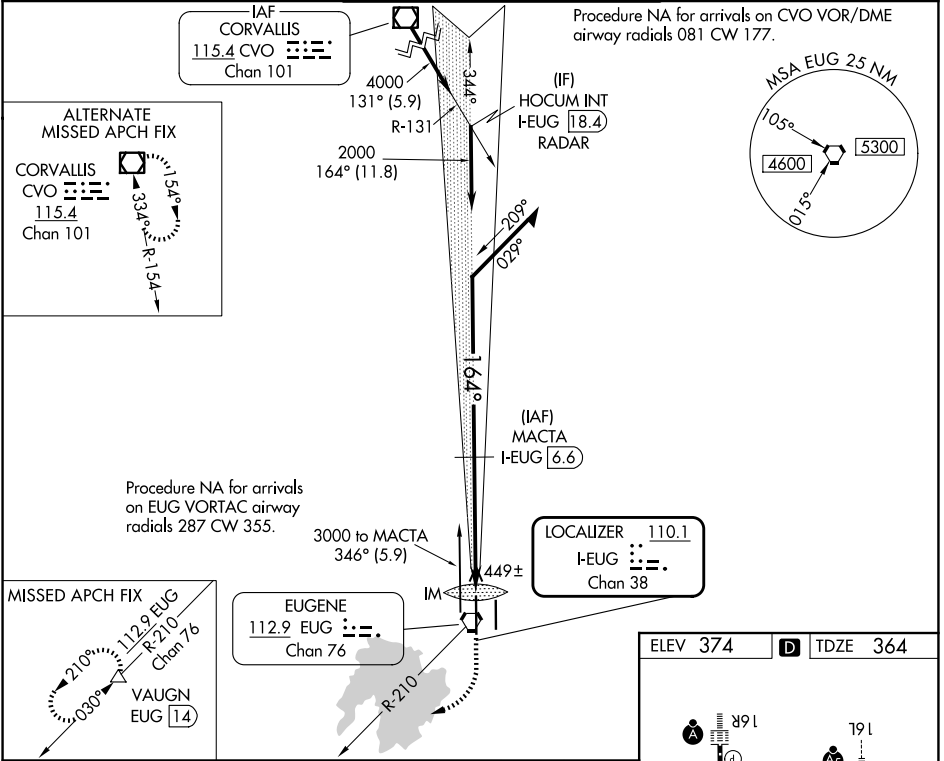 IAF
CORVALLIS
115.4 CVO
Chan 101
Procedure NA for arrivals on CVO VOR/DME
airway radials 081 CW 177.
4000
131° (5.9)
R-131
344°
(IF)
HOCUM INT
I-EUG 18.4
RADAR
2000
164° (11.8)
MSA EUG 25 NM
105°
4600
5300
015°
ALTERNATE
MISSED APCH FIX
CORVALLIS
CVO
115.4
Chan 101
154°
334°
R-154
209°
029°
164°
(IAF)
MACTA
I-EUG 6.6
Procedure NA for arrivals
on EUG VORTAC airway
radials 287 CW 355.
3000 to MACTA
346° (5.9)
LOCALIZER 110.1
I-EUG
Chan 38
449±
IM
EUGENE
112.9 EUG
Chan 76
R-210
MISSED APCH FIX
112.9 EUG
R-210
Chan 76
210°
030°
VAUGN
EUG 14
ELEV 374
D
TDZE 364
A
16R
16L